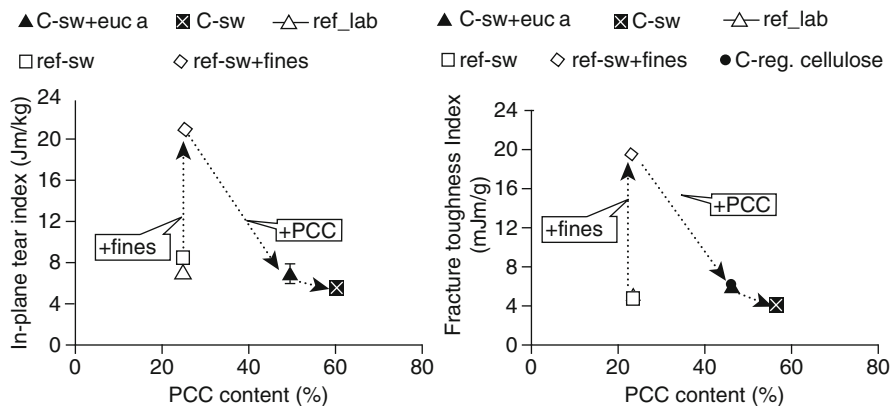 C-sw+euc a C-sw ref_lab
ref-sw ref-sw+fines
In-plane tear index (Jm/kg)
24
20
16
12
8
4
0
+fines
+PCC
0 20 40 60 80
PCC content (%)
C-sw+euc a C-sw ref_lab
ref-sw ref-sw+fines C-reg. cellulose
Fracture toughness Index
(mJm/g)
24
20
16
12
8
4
0
+fines
+PCC
0 20 40 60 80
PCC content (%)